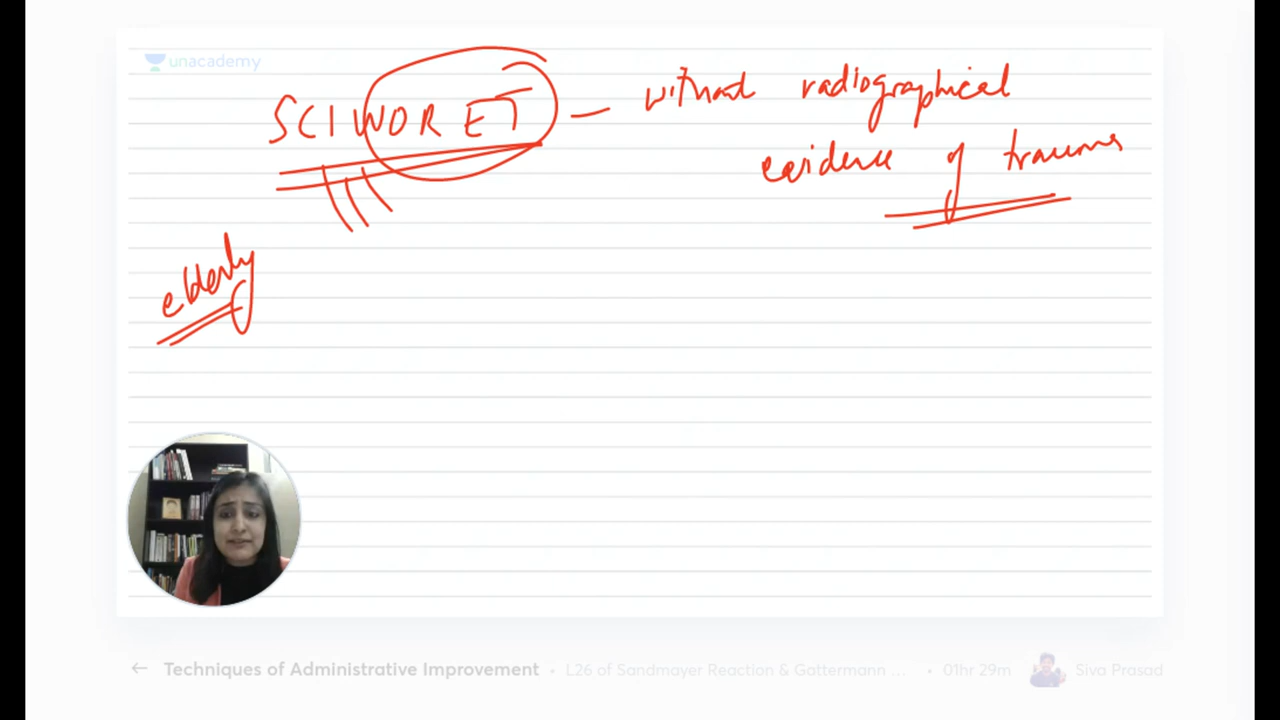 unacademy
SCIWORET — without radiographical
evidence of trauma
elderly
← Techniques of Administrative Improvement • L26 of Sandmayer Reaction & Gattermann ... • 01hr 29m Siva Prasad